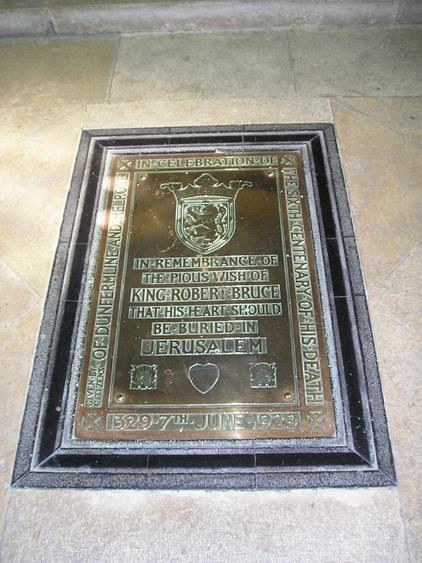 IN·CELEBRATION·OF
THE·SIXTH·CENTENARY·OF·HIS·DEATH
1329·7TH·JUNE·1929
GIVEN·BY
CITIZENS
OF·DUNFERMLINE·AND·MELROSE
IN·REMEMBRANCE·OF
THE·PIOUS·WISH·OF
KING·ROBERT·BRUCE
THAT·HIS·HEART·SHOULD
BE·BURIED·IN
JERUSALEM